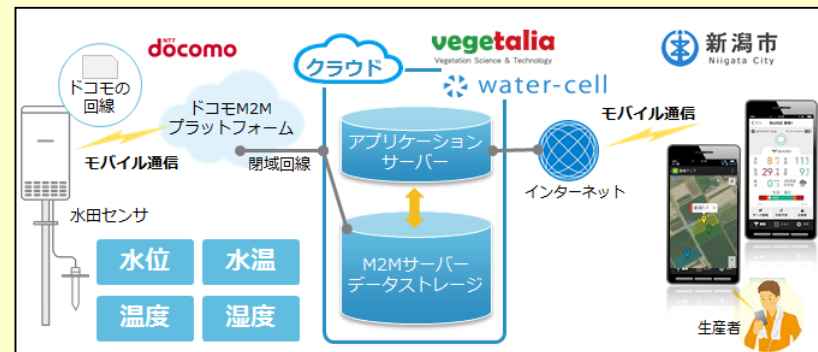 NTT
döcomo
vegetalia
Vegetation Science & Technology
water-cell
新潟市
Niigata City
クラウド
ドコモの
回線
ドコモM2M
プラットフォーム
モバイル通信
閉域回線
アプリケーション
サーバー
M2Mサーバー
データストレージ
インターネット
モバイル通信
水田センサ
水位
水温
温度
湿度
生産者